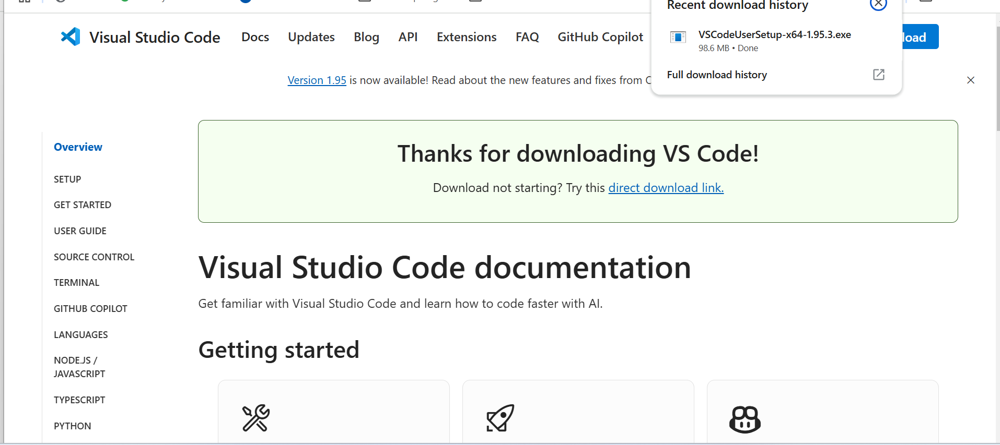 Recent download history
VSCodeUserSetup-x64-1.95.3.exe
98.6 MB • Done
Full download history
Visual Studio Code
Docs
Updates
Blog
API
Extensions
FAQ
GitHub Copilot
Version 1.95 is now available! Read about the new features and fixes from
Overview
SETUP
GET STARTED
USER GUIDE
SOURCE CONTROL
TERMINAL
GITHUB COPILOT
LANGUAGES
NODE.JS /
JAVASCRIPT
TYPESCRIPT
PYTHON
Thanks for downloading VS Code!
Download not starting? Try this direct download link.
Visual Studio Code documentation
Get familiar with Visual Studio Code and learn how to code faster with AI.
Getting started